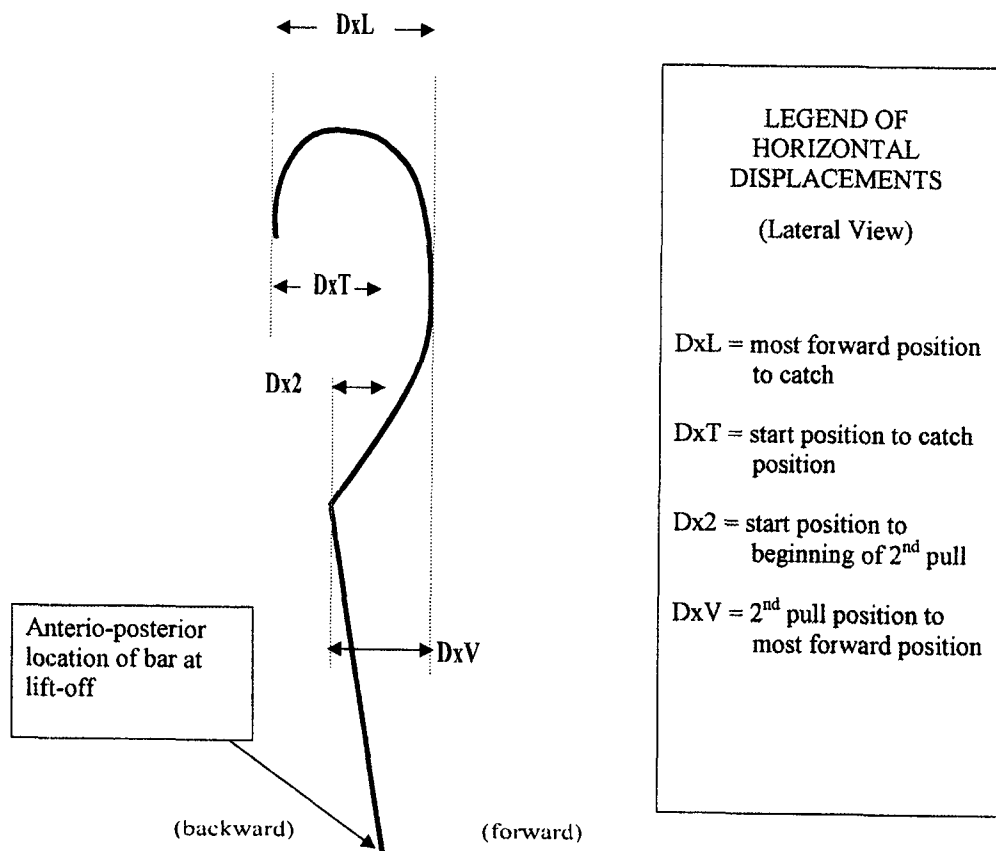 DxL
DxT
Dx2
DxV
Anterio-posterior
location of bar at
lift-off
(backward)
(forward)
LEGEND OF
HORIZONTAL
DISPLACEMENTS
(Lateral View)
DxL = most forward position
to catch
DxT = start position to catch
position
Dx2 = start position to
beginning of 2nd pull
DxV = 2nd pull position to
most forward position